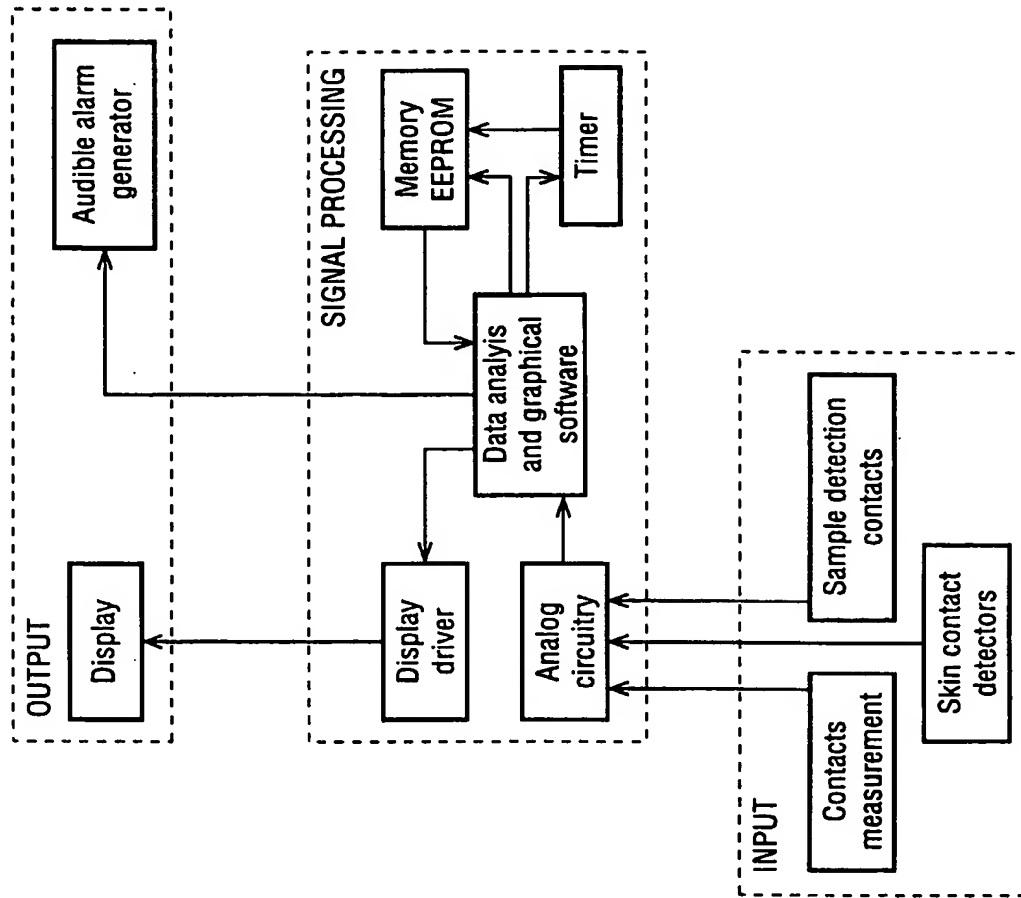 OUTPUT
Display
Audible alarm
generator
SIGNAL PROCESSING
Display
driver
Memory
EEPROM
Analog
circuitry
Data analyis
and graphical
software
Timer
INPUT
Contacts
measurement
Sample detection
contacts
Skin contact
detectors